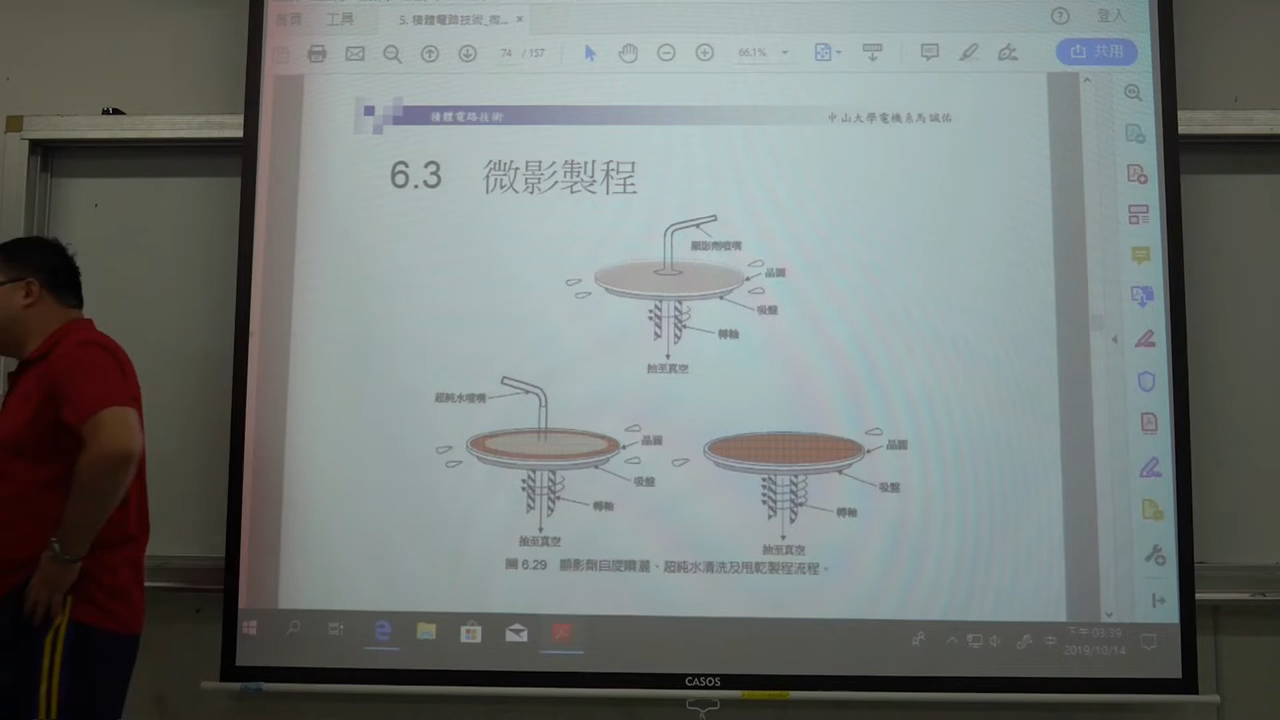 首頁 工具 5. 積體電路技術_微... × 登入
74 / 157 66.1% 共用
積體電路技術 中山大學電機系馬誠佑
6.3 微影製程
顯影劑噴嘴
晶圓
吸盤
轉軸
抽至真空
超純水噴嘴
晶圓
吸盤
轉軸
抽至真空
晶圓
吸盤
轉軸
抽至真空
圖 6.29 顯影劑自旋噴灑、超純水清洗及甩乾製程流程。
中 下午 03:39
2019/10/14
CASOS